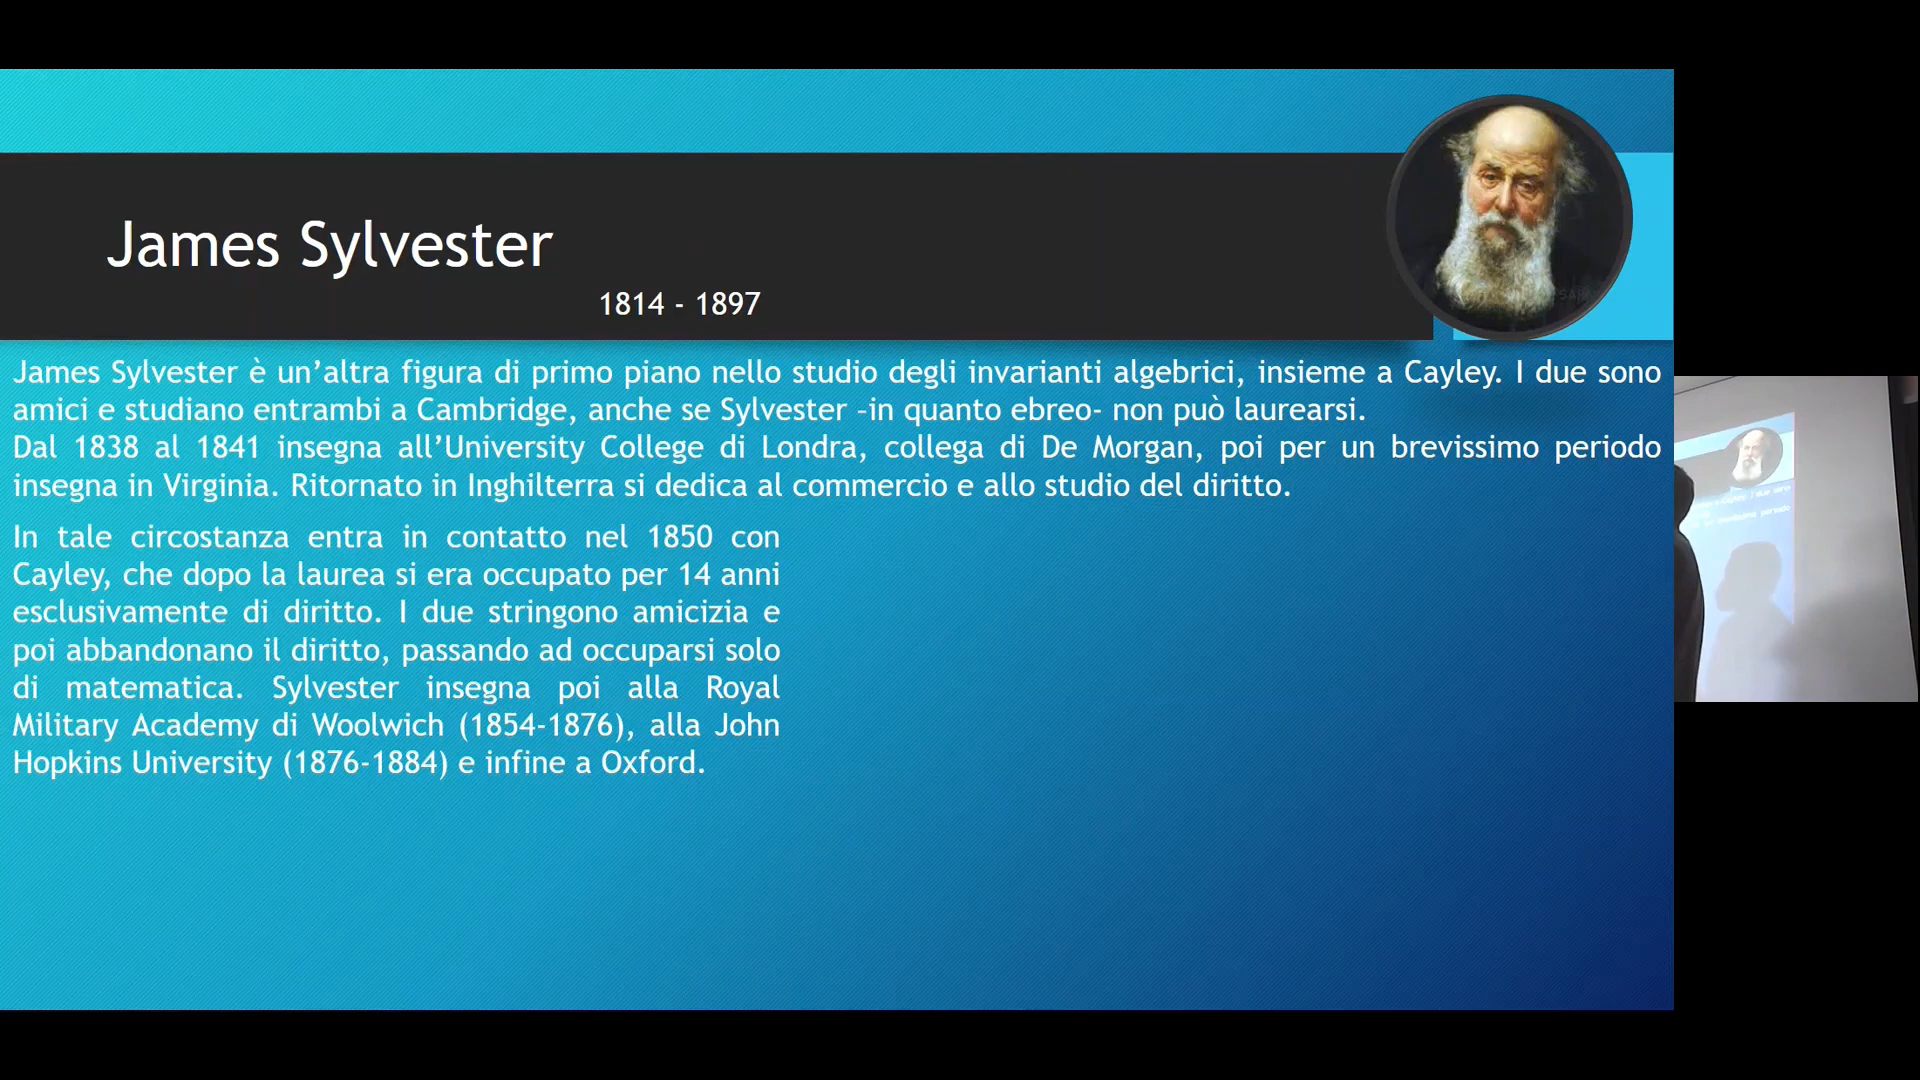 James Sylvester
1814 - 1897
James Sylvester è un’altra figura di primo piano nello studio degli invarianti algebrici, insieme a Cayley. I due sono
amici e studiano entrambi a Cambridge, anche se Sylvester –in quanto ebreo- non può laurearsi.
Dal 1838 al 1841 insegna all’University College di Londra, collega di De Morgan, poi per un brevissimo periodo
insegna in Virginia. Ritornato in Inghilterra si dedica al commercio e allo studio del diritto.
In tale circostanza entra in contatto nel 1850 con
Cayley, che dopo la laurea si era occupato per 14 anni
esclusivamente di diritto. I due stringono amicizia e
poi abbandonano il diritto, passando ad occuparsi solo
di matematica. Sylvester insegna poi alla Royal
Military Academy di Woolwich (1854-1876), alla John
Hopkins University (1876-1884) e infine a Oxford.